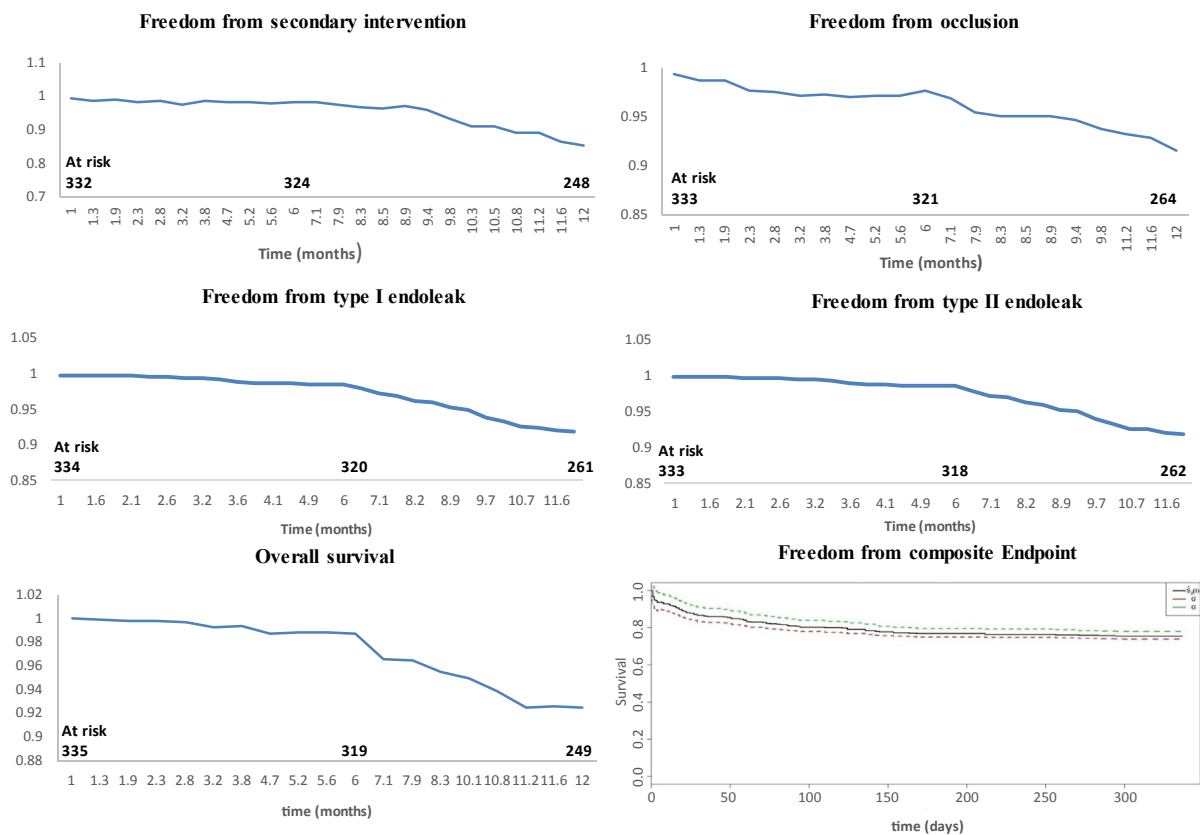 Freedom from secondary intervention
1.1
1
0.9
0.8
0.7
At risk
332 324 248
1 1.3 1.9 2.3 2.8 3.2 3.8 4.7 5.2 5.6 6 7.1 7.9 8.3 8.5 8.9 9.4 9.8 10.3 10.5 10.8 11.2 11.6 12
Time (months)
Freedom from occlusion
1
0.95
0.9
0.85
At risk
333 321 264
1 1.3 1.9 2.3 2.8 3.2 3.8 4.7 5.2 5.6 6 7.1 7.9 8.3 8.5 8.9 9.4 9.8 11.2 11.6 12
Time (months)
Freedom from type I endoleak
1.05
1
0.95
0.9
0.85
At risk
334 320 261
1 1.6 2.1 2.6 3.2 3.6 4.1 4.9 6 7.1 8.2 8.9 9.7 10.7 11.6
Time (months)
Freedom from type II endoleak
1.05
1
0.95
0.9
0.85
At risk
333 318 262
1 1.6 2.1 2.6 3.2 3.6 4.1 4.9 6 7.1 8.2 8.9 9.7 10.7 11.6
Time (months)
Overall survival
1.02
1
0.98
0.96
0.94
0.92
0.9
0.88
At risk
335 319 249
1 1.3 1.9 2.3 2.8 3.2 3.8 4.7 5.2 5.6 6 7.1 7.9 8.3 10.1 10.8 11.2 11.6 12
time (months)
Freedom from composite Endpoint
Survival
1.0
0.8
0.6
0.4
0.2
0.0
0 50 100 150 200 250 300
time (days)